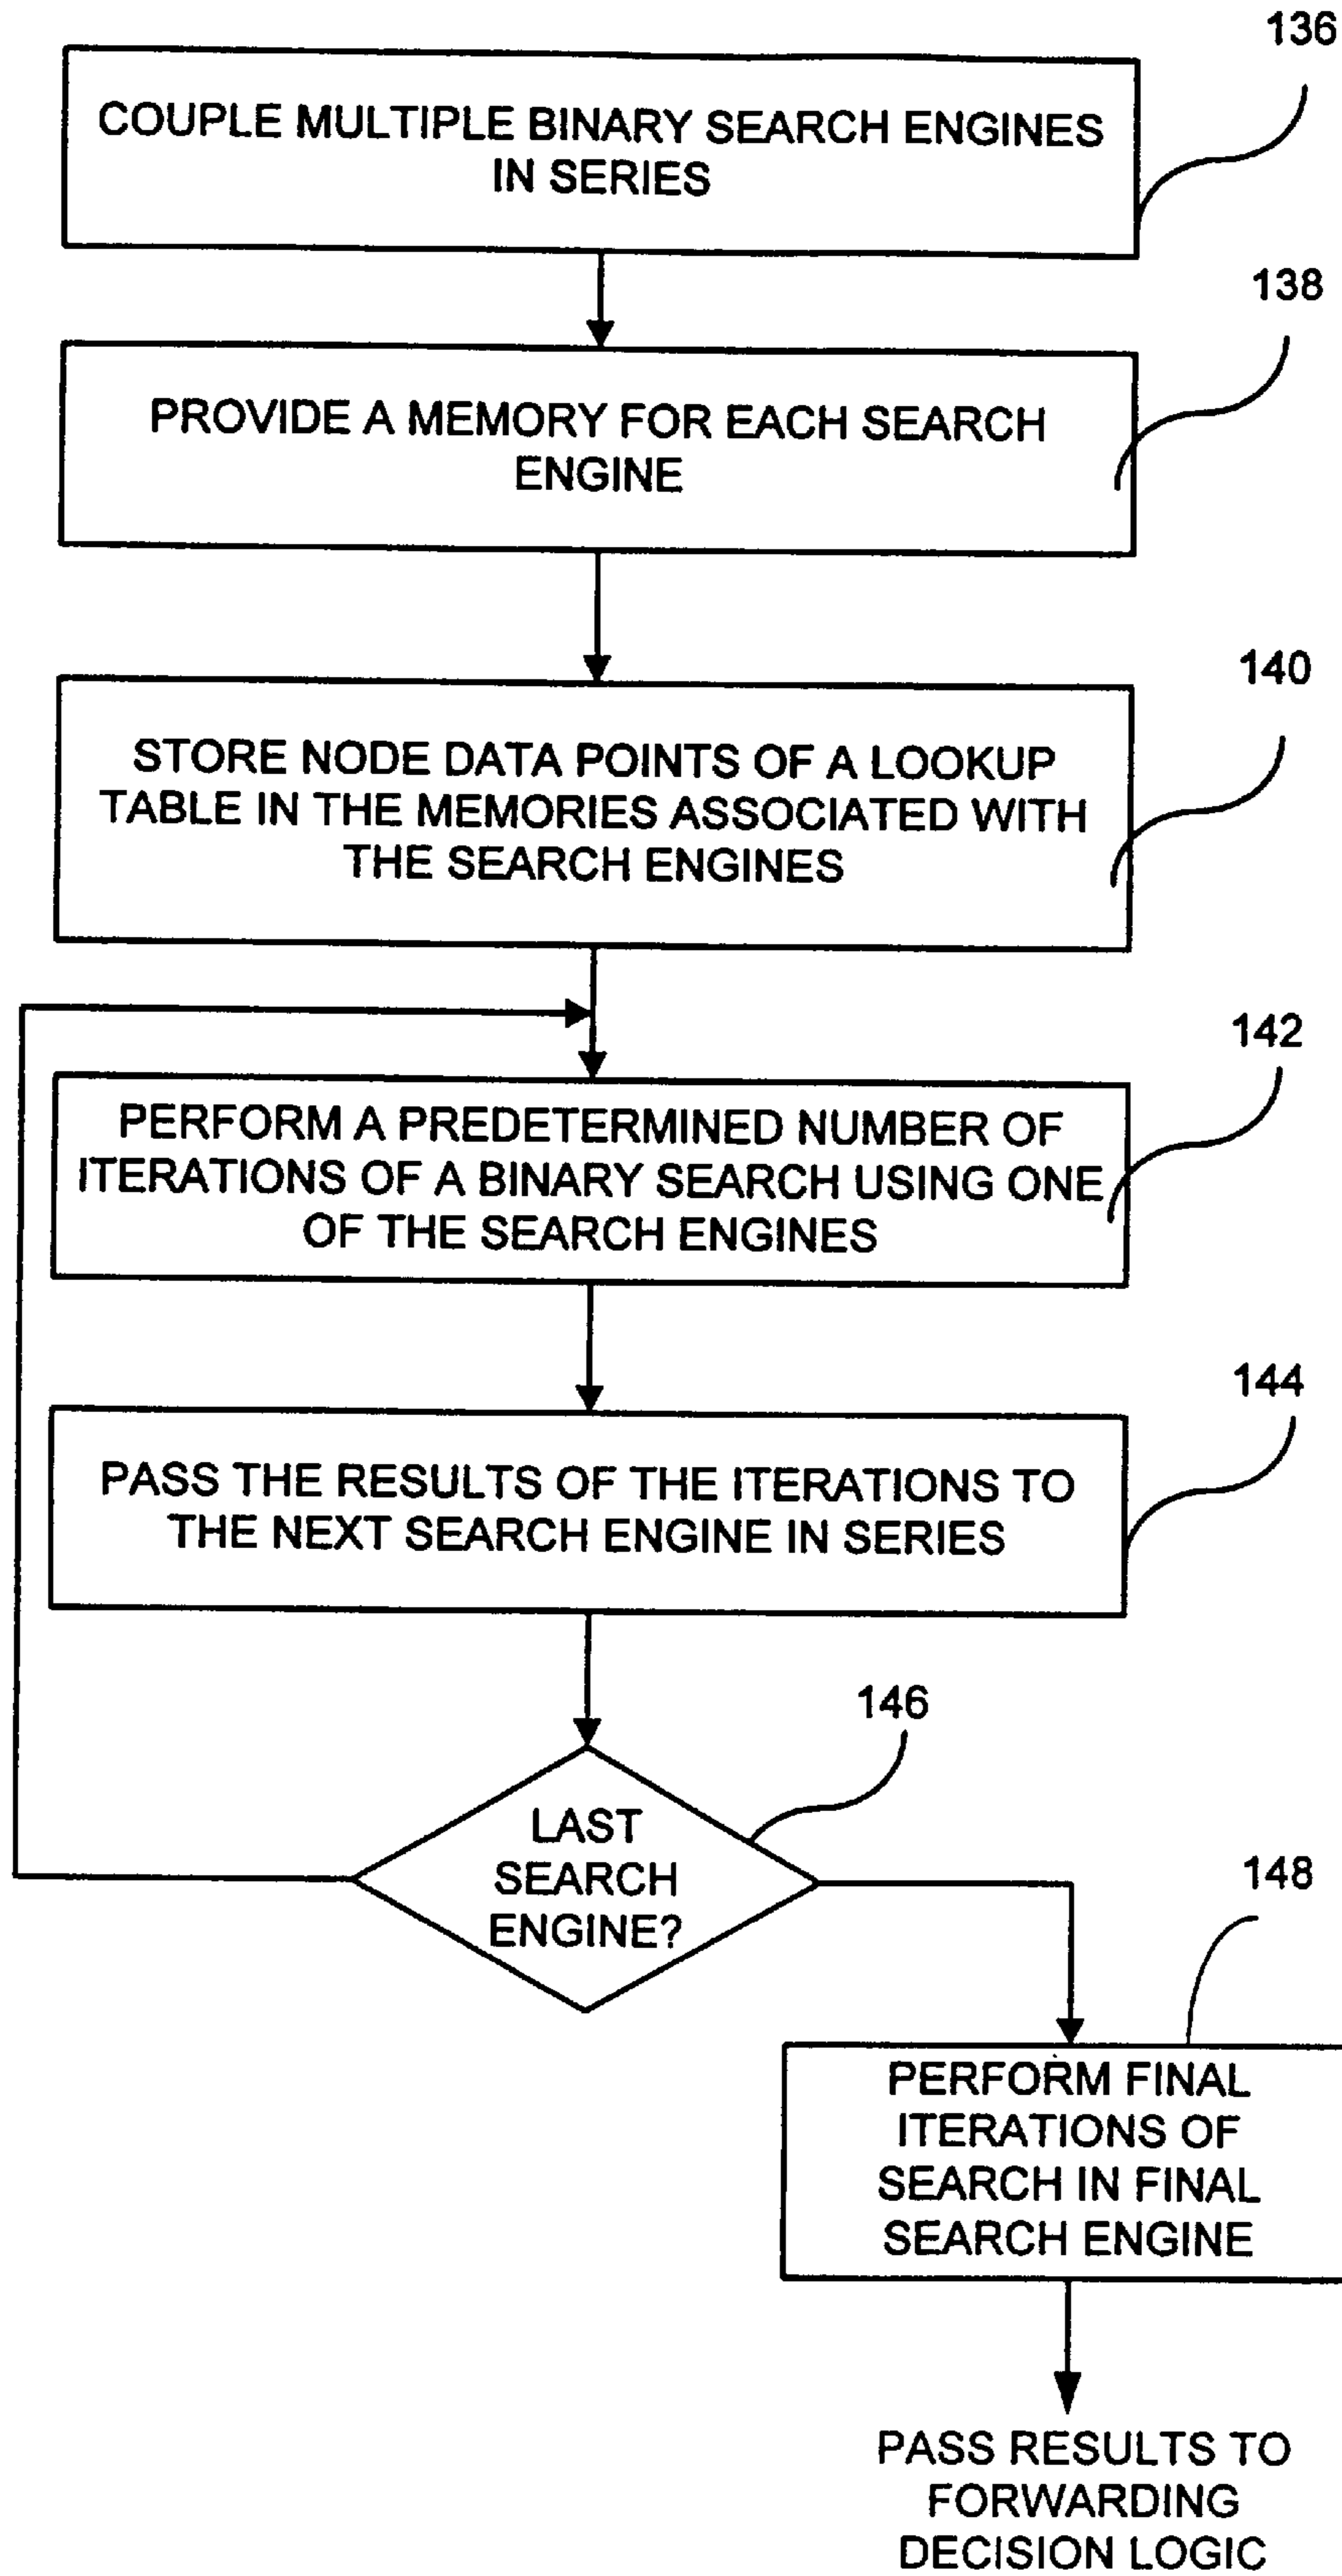 136
COUPLE MULTIPLE BINARY SEARCH ENGINES
IN SERIES
138
PROVIDE A MEMORY FOR EACH SEARCH
ENGINE
140
STORE NODE DATA POINTS OF A LOOKUP
TABLE IN THE MEMORIES ASSOCIATED WITH
THE SEARCH ENGINES
142
PERFORM A PREDETERMINED NUMBER OF
ITERATIONS OF A BINARY SEARCH USING ONE
OF THE SEARCH ENGINES
144
PASS THE RESULTS OF THE ITERATIONS TO
THE NEXT SEARCH ENGINE IN SERIES
146
LAST
SEARCH
ENGINE?
148
PERFORM FINAL
ITERATIONS OF
SEARCH IN FINAL
SEARCH ENGINE
PASS RESULTS TO
FORWARDING
DECISION LOGIC